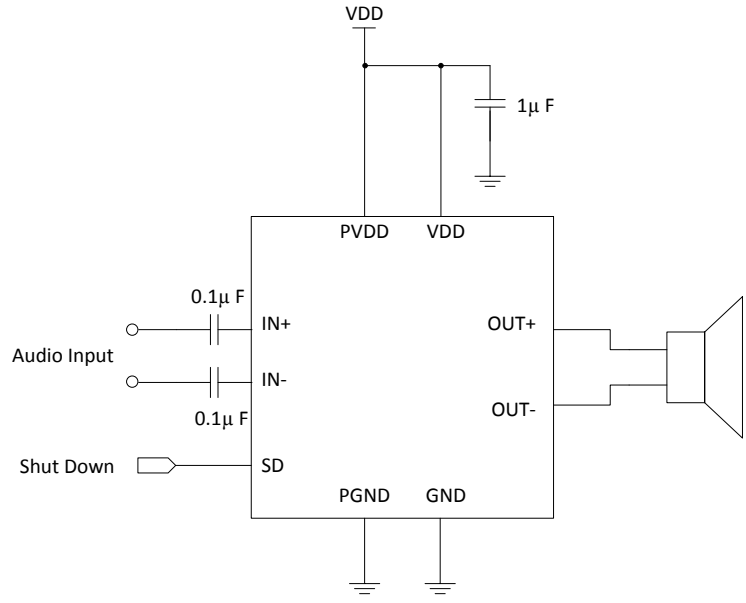 VDD
1µ F
PVDD
VDD
0.1µ F
IN+
OUT+
Audio Input
IN-
OUT-
0.1µ F
Shut Down
SD
PGND
GND